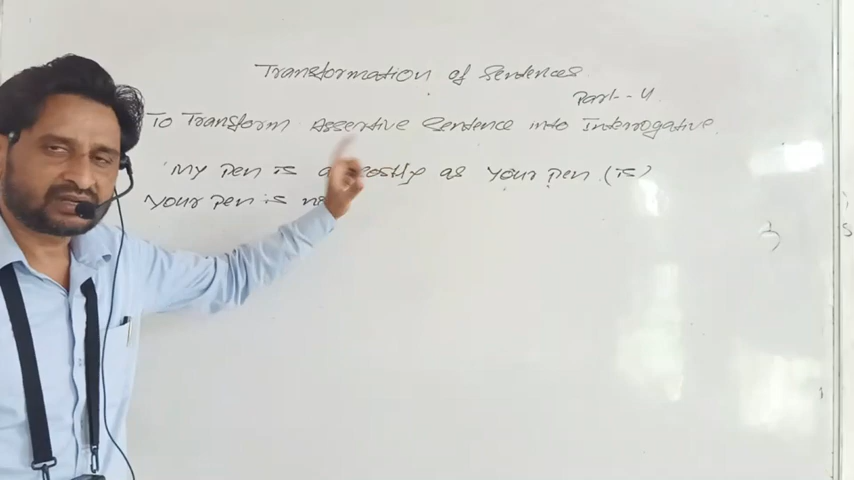 Transformation of Sentences
Part-4
To Transform Assertive Sentence into Interrogative
My pen is costly as your pen (is)
Your pen is